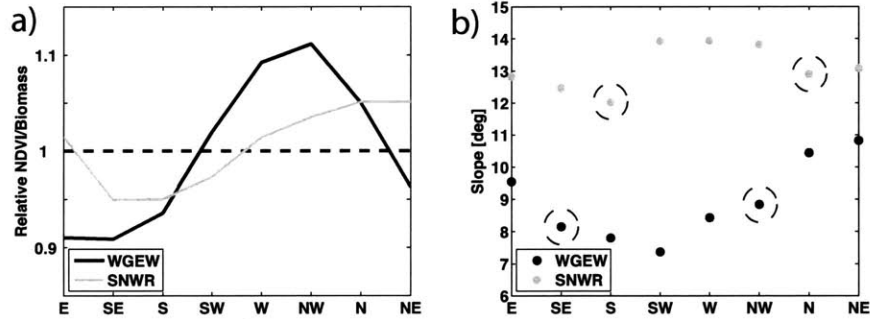 a)
Relative NDVI/Biomass
1.1
1
0.9
WGEW
SNWR
E SE S SW W NW N NE
b)
Slope [deg]
15
14
13
12
11
10
9
8
7
6
WGEW
SNWR
E SE S SW W NW N NE